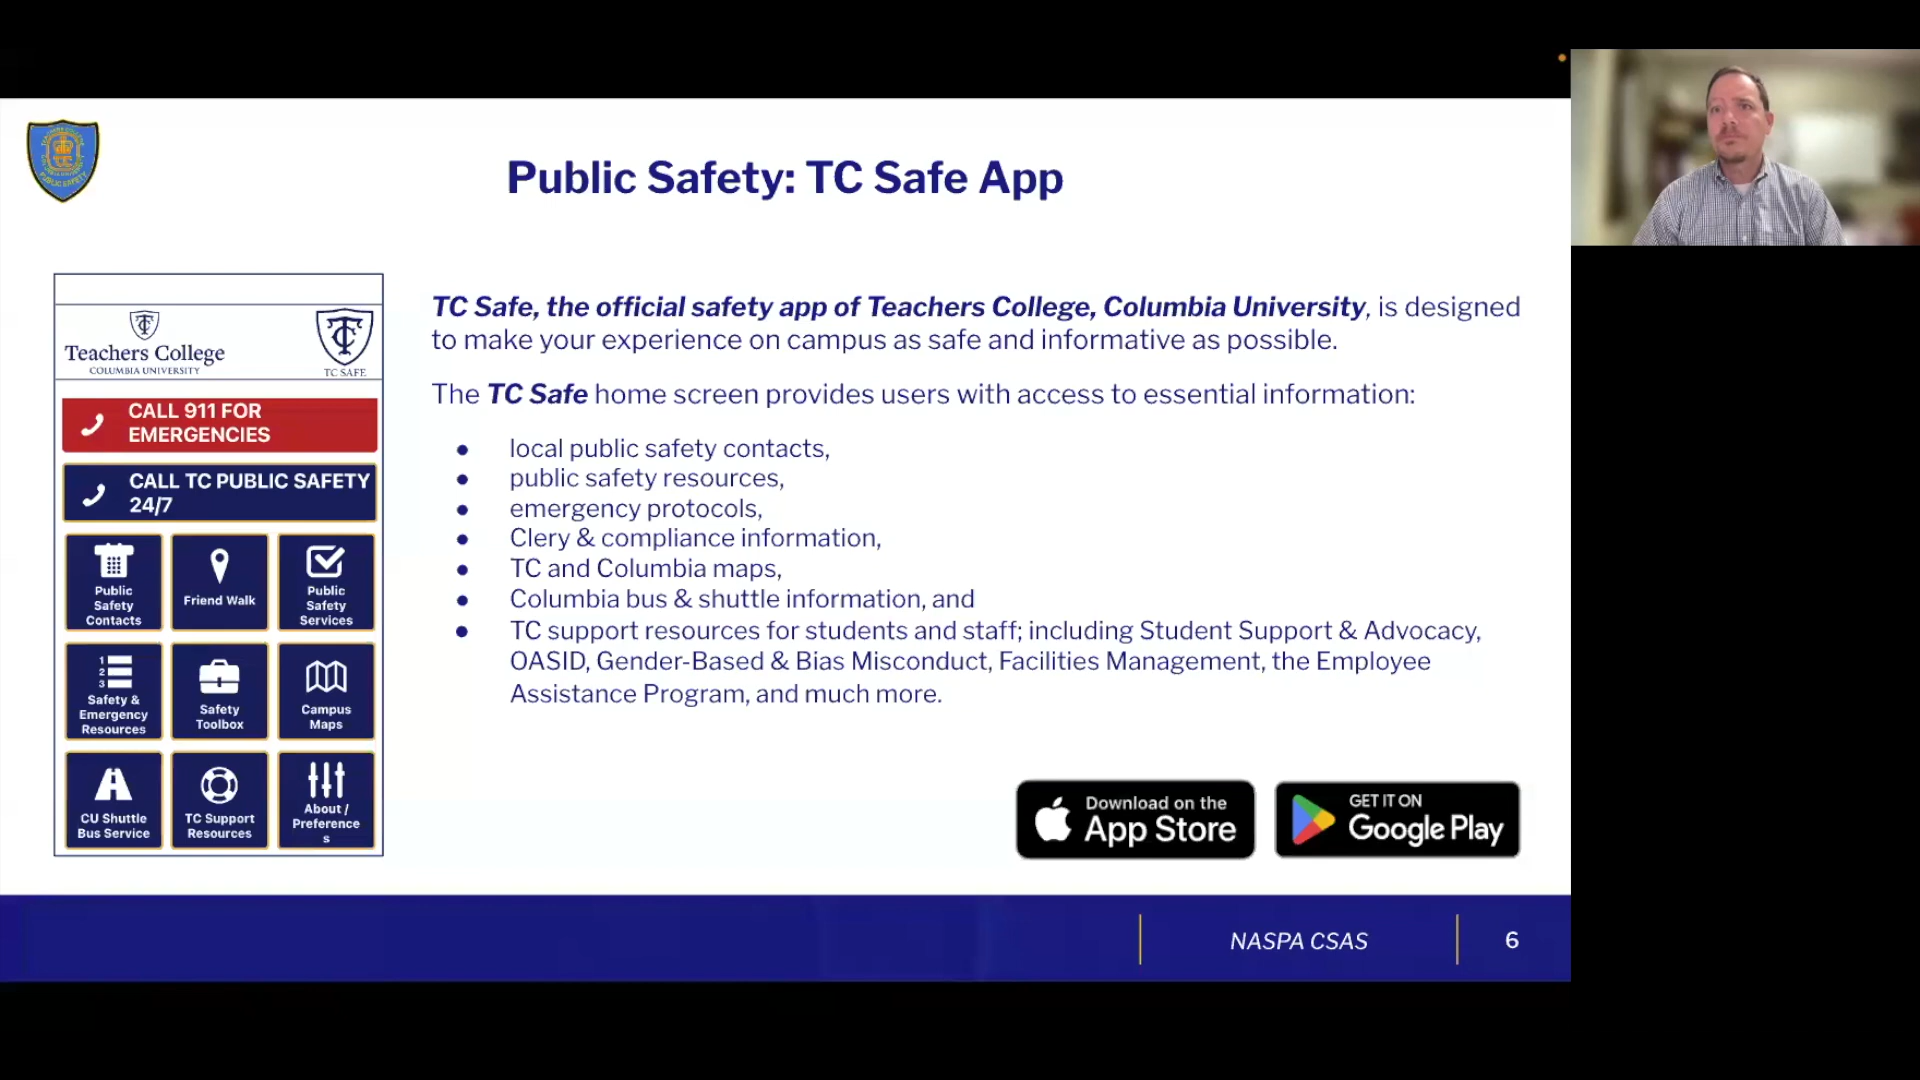 Public Safety: TC Safe App
Teachers College
COLUMBIA UNIVERSITY
TC SAFE
CALL 911 FOR
EMERGENCIES
CALL TC PUBLIC SAFETY
24/7
Public
Safety
Contacts
Friend Walk
Public
Safety
Services
Safety &
Emergency
Resources
Safety
Toolbox
Campus
Maps
CU Shuttle
Bus Service
TC Support
Resources
About /
Preference
s
TC Safe, the official safety app of Teachers College, Columbia University, is designed
to make your experience on campus as safe and informative as possible.
The TC Safe home screen provides users with access to essential information:
● local public safety contacts,
● public safety resources,
● emergency protocols,
● Clery & compliance information,
● TC and Columbia maps,
● Columbia bus & shuttle information, and
● TC support resources for students and staff; including Student Support & Advocacy,
OASID, Gender-Based & Bias Misconduct, Facilities Management, the Employee
Assistance Program, and much more.
Download on the
App Store
GET IT ON
Google Play
NASPA CSAS
6